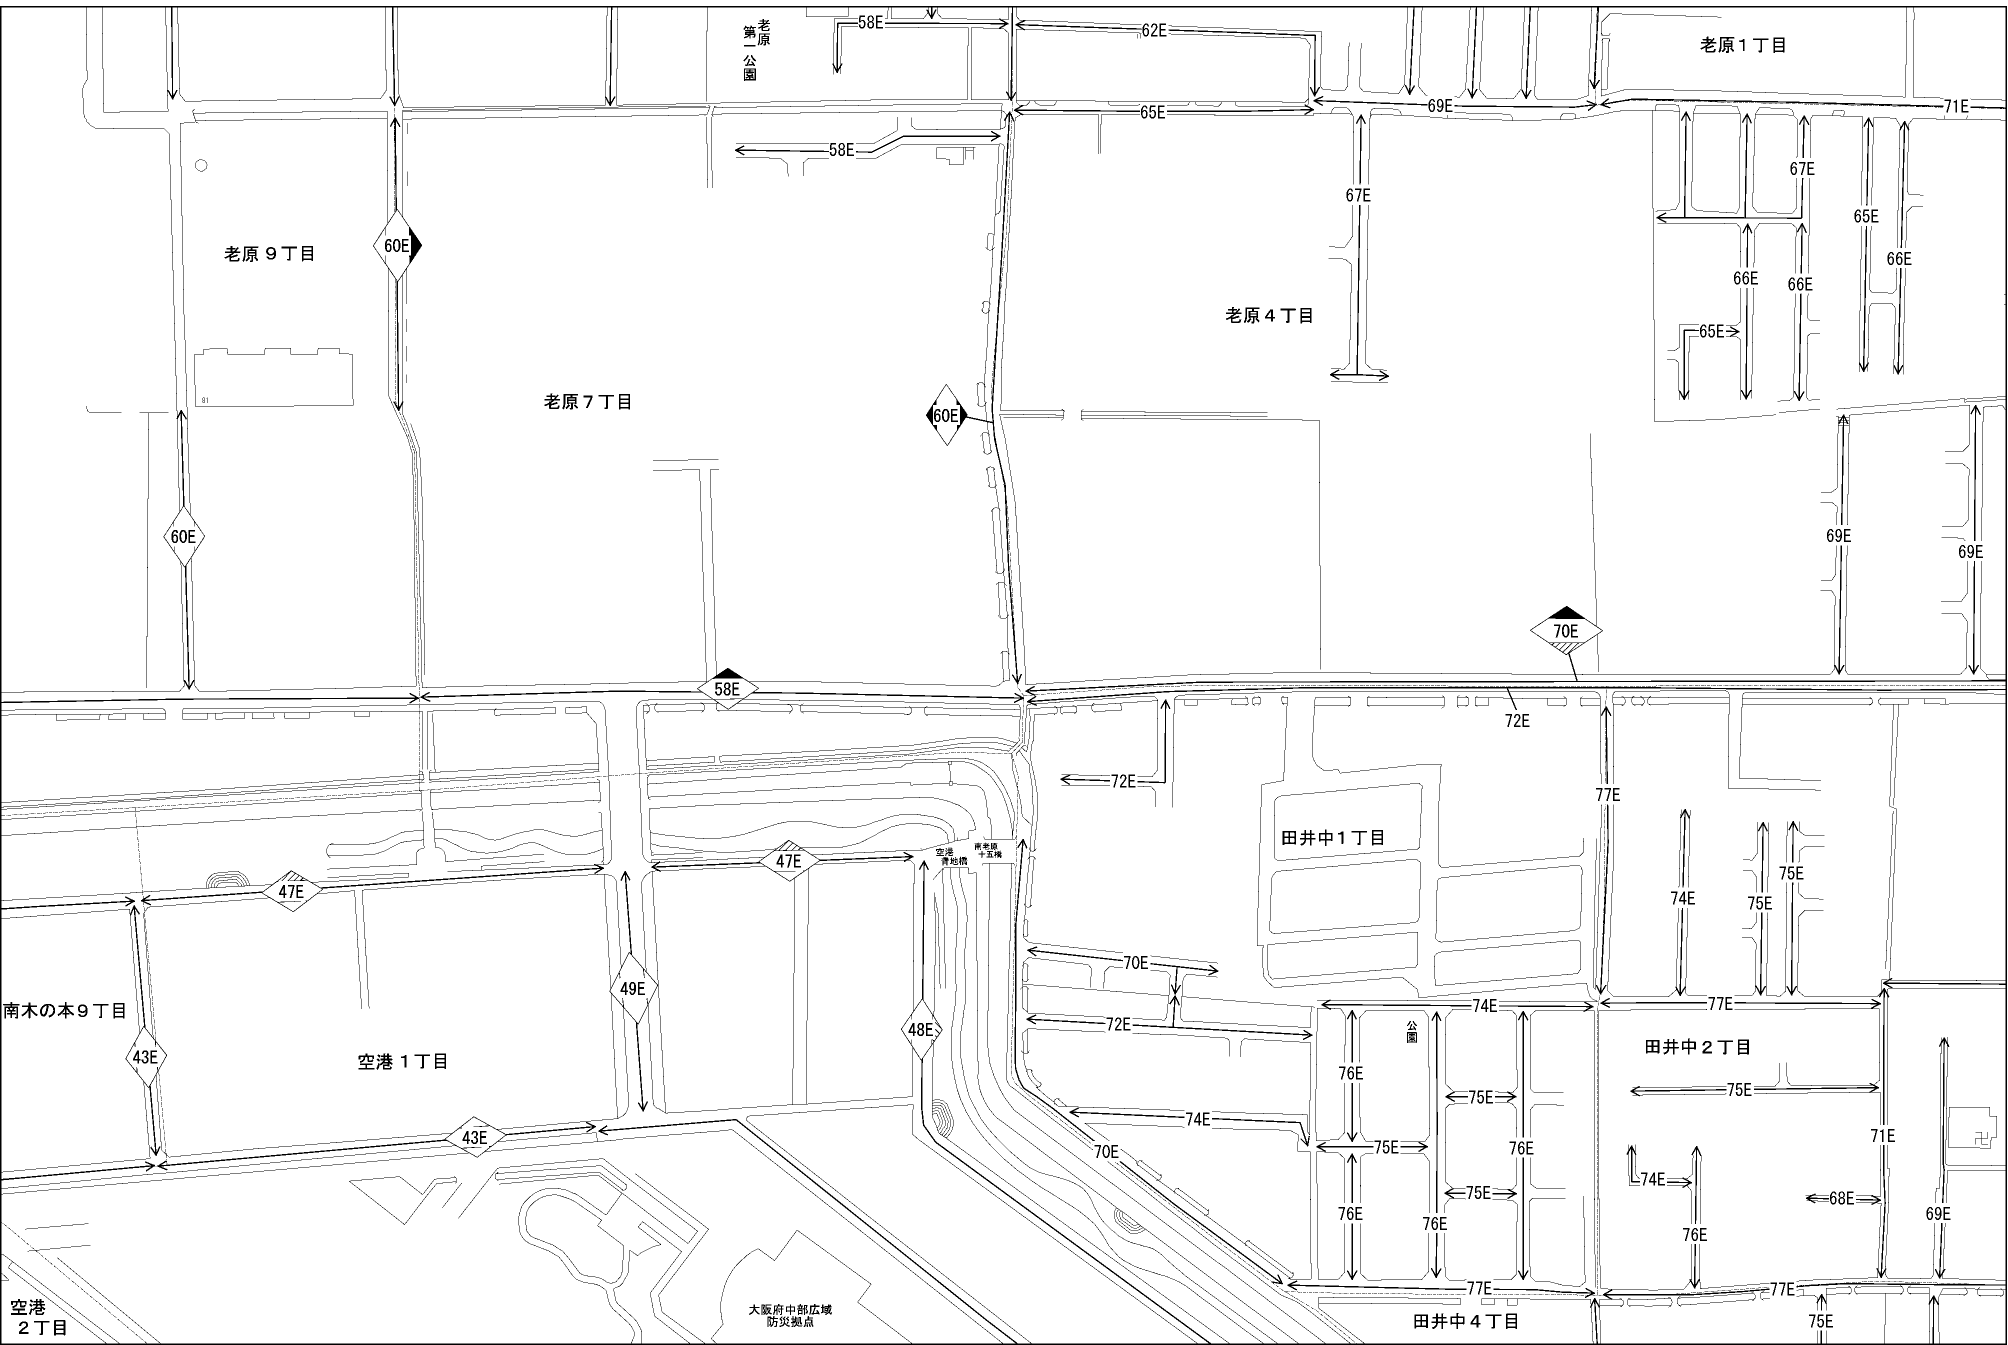 58E
老原
第一公園
62E
老原1丁目
65E
69E
71E
58E
67E
67E
65E
60E
老原9丁目
66E
66E
66E
老原4丁目
65E
81
老原7丁目
60E
60E
69E
69E
70E
58E
72E
72E
77E
田井中1丁目
空港
青地橋
南老原
十五橋
47E
47E
74E
75E
75E
70E
49E
南木の本9丁目
74E
77E
72E
48E
公園
43E
空港1丁目
田井中2丁目
76E
75E
75E
74E
43E
70E
75E
76E
71E
74E
75E
68E
76E
76E
76E
69E
77E
77E
空港
2丁目
大阪府中部広域
防災拠点
田井中4丁目
75E